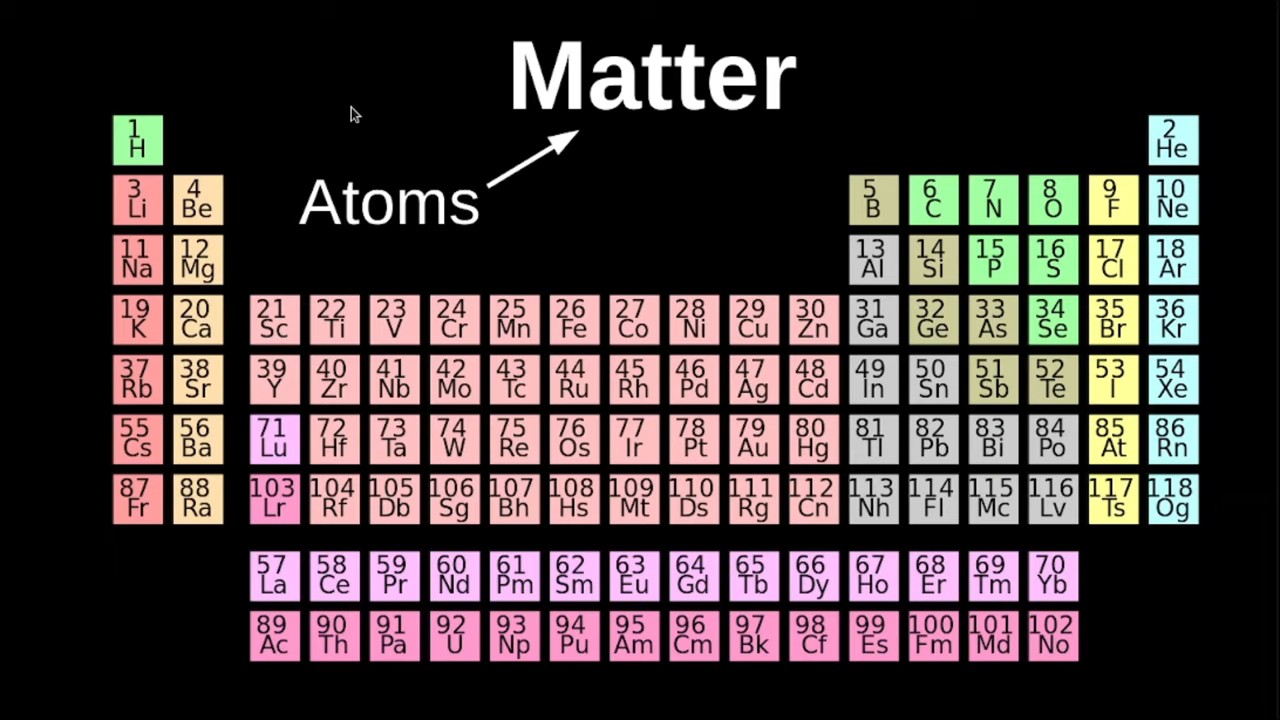 Matter
Atoms
1 2
H He
3 4 5 6 7 8 9 10
Li Be B C N O F Ne
11 12 13 14 15 16 17 18
Na Mg Al Si P S Cl Ar
19 20 21 22 23 24 25 26 27 28 29 30 31 32 33 34 35 36
K Ca Sc Ti V Cr Mn Fe Co Ni Cu Zn Ga Ge As Se Br Kr
37 38 39 40 41 42 43 44 45 46 47 48 49 50 51 52 53 54
Rb Sr Y Zr Nb Mo Tc Ru Rh Pd Ag Cd In Sn Sb Te I Xe
55 56 71 72 73 74 75 76 77 78 79 80 81 82 83 84 85 86
Cs Ba Lu Hf Ta W Re Os Ir Pt Au Hg Tl Pb Bi Po At Rn
87 88 103 104 105 106 107 108 109 110 111 112 113 114 115 116 117 118
Fr Ra Lr Rf Db Sg Bh Hs Mt Ds Rg Cn Nh Fl Mc Lv Ts Og
57 58 59 60 61 62 63 64 65 66 67 68 69 70
La Ce Pr Nd Pm Sm Eu Gd Tb Dy Ho Er Tm Yb
89 90 91 92 93 94 95 96 97 98 99 100 101 102
Ac Th Pa U Np Pu Am Cm Bk Cf Es Fm Md No